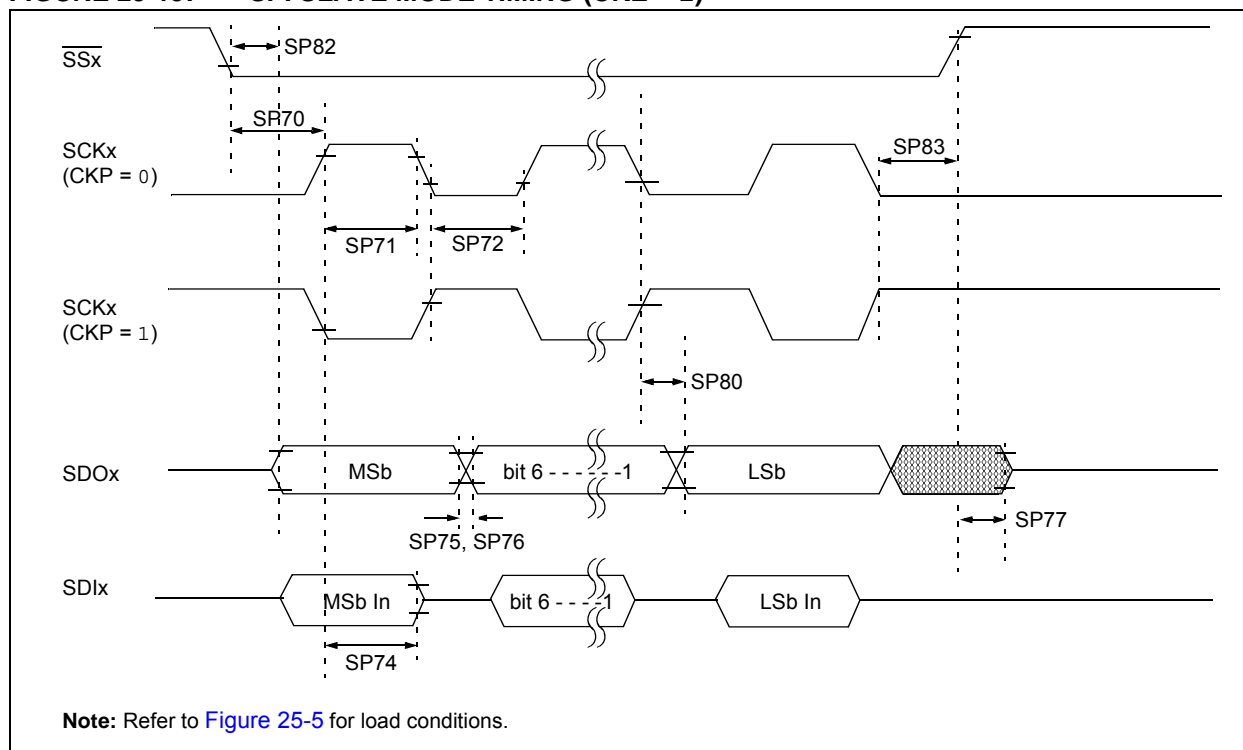 SSx
SP82
SP70
SCKx
(CKP = 0)
SP83
SP71
SP72
SCKx
(CKP = 1)
SP80
SDOx
MSb
bit 6 - - - - - -1
LSb
SP75, SP76
SP77
SDIx
MSb In
bit 6 - - - -1
LSb In
SP74
Note: Refer to Figure 25-5 for load conditions.